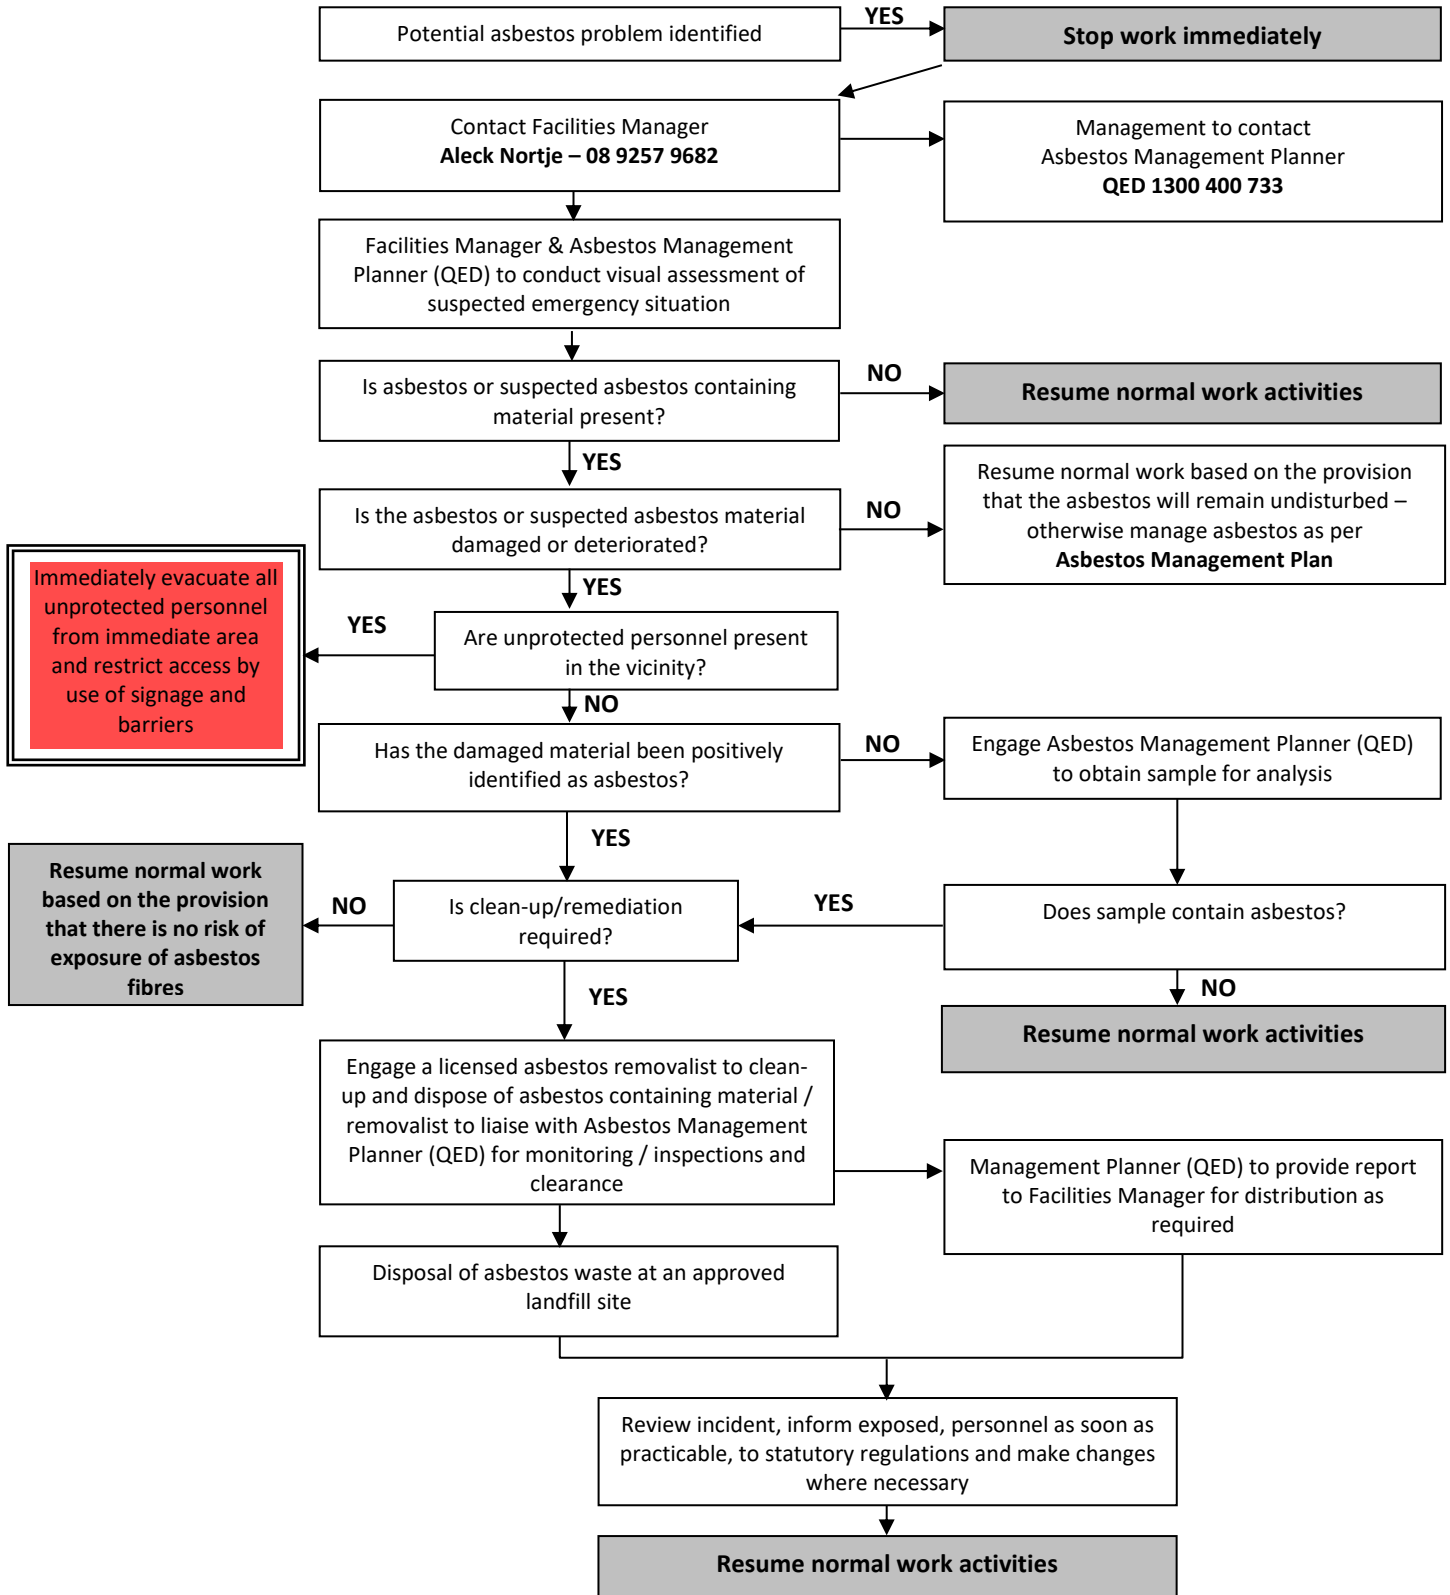 Potential asbestos problem identified
YES
Stop work immediately
Contact Facilities Manager
Aleck Nortje – 08 9257 9682
Management to contact
Asbestos Management Planner
QED 1300 400 733
Facilities Manager & Asbestos Management
Planner (QED) to conduct visual assessment of
suspected emergency situation
Is asbestos or suspected asbestos containing
material present?
NO
Resume normal work activities
YES
Is the asbestos or suspected asbestos material
damaged or deteriorated?
NO
Resume normal work based on the provision
that the asbestos will remain undisturbed –
otherwise manage asbestos as per
Asbestos Management Plan
YES
Immediately evacuate all
unprotected personnel
from immediate area
and restrict access by
use of signage and
barriers
YES
Are unprotected personnel present
in the vicinity?
NO
Has the damaged material been positively
identified as asbestos?
NO
Engage Asbestos Management Planner (QED)
to obtain sample for analysis
YES
Resume normal work
based on the provision
that there is no risk of
exposure of asbestos
fibres
NO
Is clean-up/remediation
required?
YES
Does sample contain asbestos?
NO
Resume normal work activities
YES
Engage a licensed asbestos removalist to clean-
up and dispose of asbestos containing material /
removalist to liaise with Asbestos Management
Planner (QED) for monitoring / inspections and
clearance
Management Planner (QED) to provide report
to Facilities Manager for distribution as
required
Disposal of asbestos waste at an approved
landfill site
Review incident, inform exposed, personnel as soon as
practicable, to statutory regulations and make changes
where necessary
Resume normal work activities